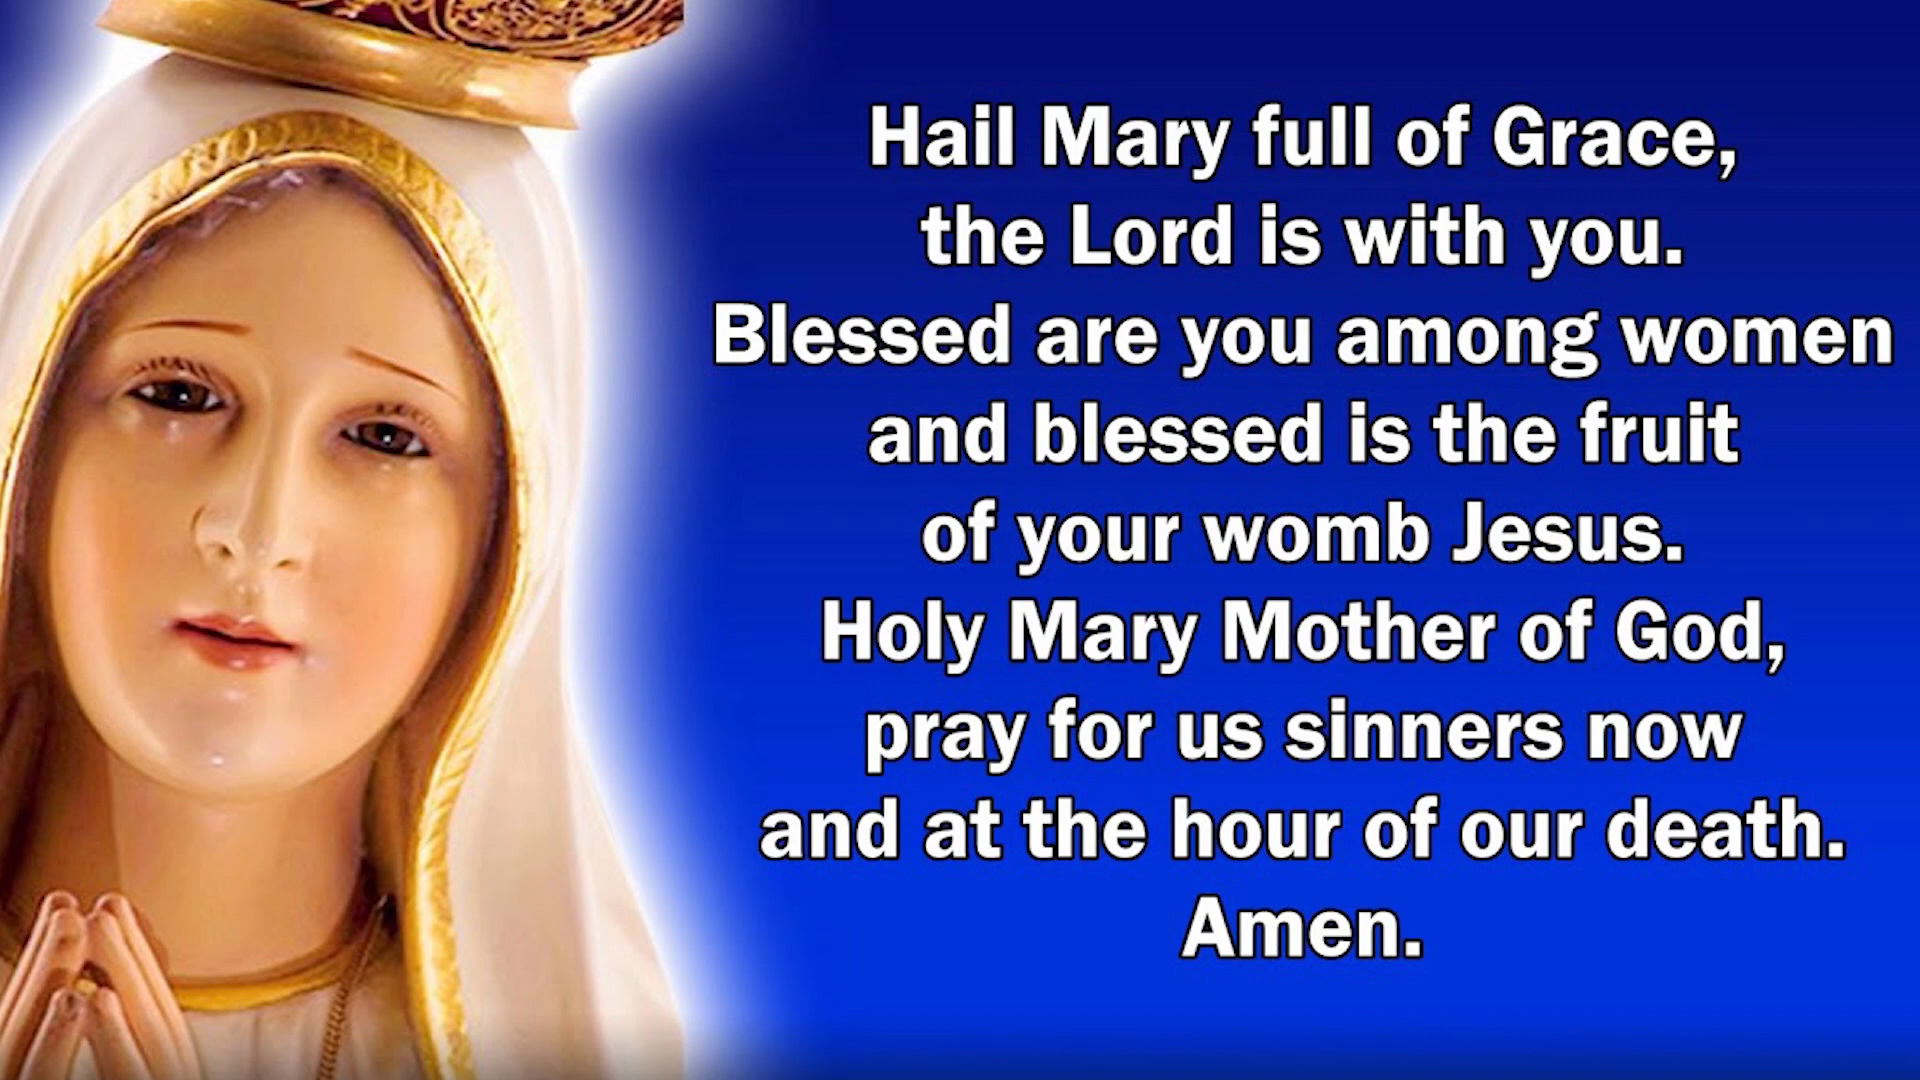 Hail Mary full of Grace,
the Lord is with you.
Blessed are you among women
and blessed is the fruit
of your womb Jesus.
Holy Mary Mother of God,
pray for us sinners now
and at the hour of our death.
Amen.